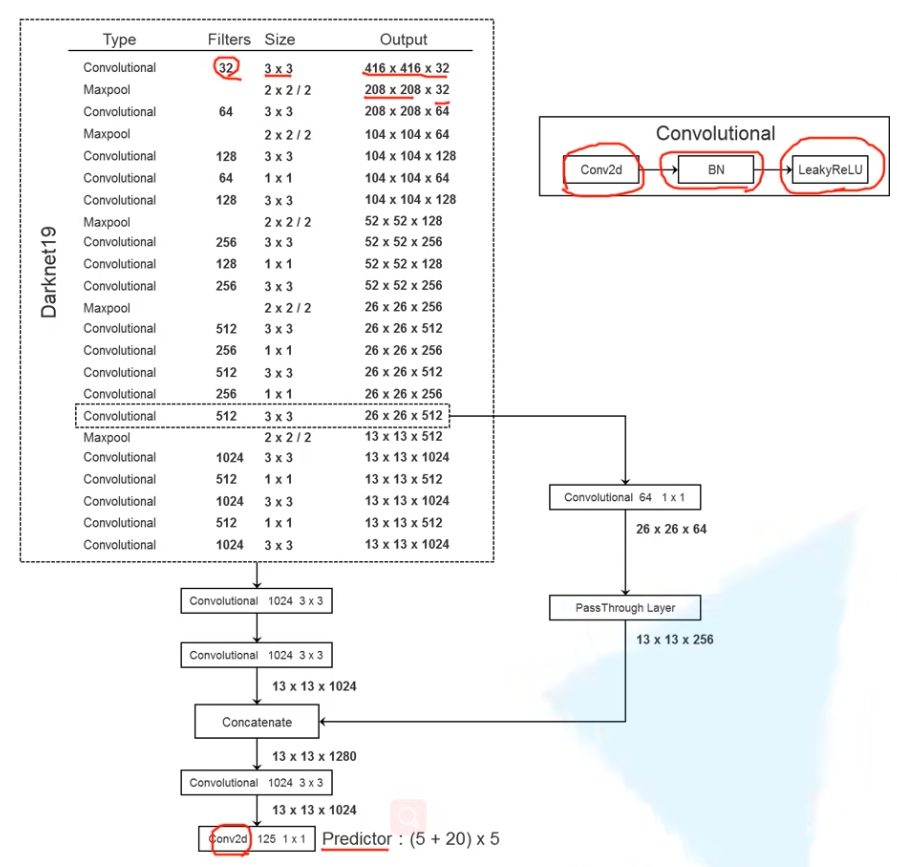 Type Filters Size Output
Convolutional 32 3 x 3 416 x 416 x 32
Maxpool 2 x 2 / 2 208 x 208 x 32
Convolutional 64 3 x 3 208 x 208 x 64
Maxpool 2 x 2 / 2 104 x 104 x 64
Convolutional 128 3 x 3 104 x 104 x 128
Convolutional 64 1 x 1 104 x 104 x 64
Convolutional 128 3 x 3 104 x 104 x 128
Maxpool 2 x 2 / 2 52 x 52 x 128
Convolutional 256 3 x 3 52 x 52 x 256
Convolutional 128 1 x 1 52 x 52 x 128
Convolutional 256 3 x 3 52 x 52 x 256
Maxpool 2 x 2 / 2 26 x 26 x 256
Convolutional 512 3 x 3 26 x 26 x 512
Convolutional 256 1 x 1 26 x 26 x 256
Convolutional 512 3 x 3 26 x 26 x 512
Convolutional 256 1 x 1 26 x 26 x 256
Convolutional 512 3 x 3 26 x 26 x 512
Maxpool 2 x 2 / 2 13 x 13 x 512
Convolutional 1024 3 x 3 13 x 13 x 1024
Convolutional 512 1 x 1 13 x 13 x 512
Convolutional 1024 3 x 3 13 x 13 x 1024
Convolutional 512 1 x 1 13 x 13 x 512
Convolutional 1024 3 x 3 13 x 13 x 1024
Darknet19
Convolutional
Conv2d BN LeakyReLU
Convolutional 64 1 x 1
26 x 26 x 64
PassThrough Layer
13 x 13 x 256
Convolutional 1024 3 x 3
Convolutional 1024 3 x 3
13 x 13 x 1024
Concatenate
13 x 13 x 1280
Convolutional 1024 3 x 3
13 x 13 x 1024
Conv2d 125 1 x 1 Predictor : (5 + 20) x 5